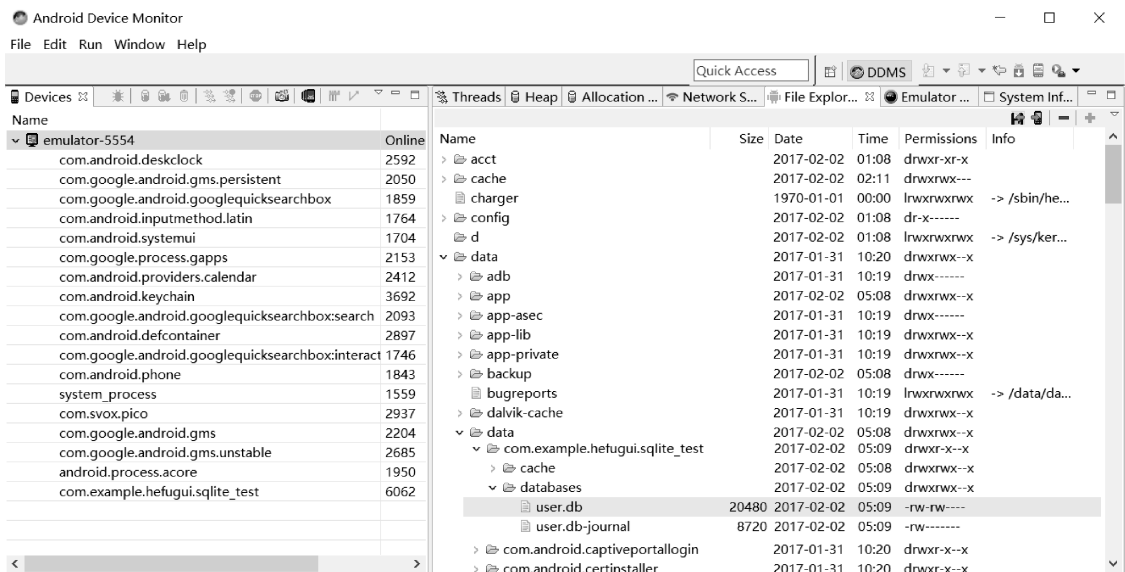 Android Device Monitor
File Edit Run Window Help
Quick Access
DDMS
Devices
Name
emulator-5554 Online
com.android.deskclock 2592
com.google.android.gms.persistent 2050
com.google.android.googlequicksearchbox 1859
com.android.inputmethod.latin 1764
com.android.systemui 1704
com.google.process.gapps 2153
com.android.providers.calendar 2412
com.android.keychain 3692
com.google.android.googlequicksearchbox:search 2093
com.android.defcontainer 2897
com.google.android.googlequicksearchbox:interact 1746
com.android.phone 1843
system_process 1559
com.svox.pico 2937
com.google.android.gms 2204
com.google.android.gms.unstable 2685
android.process.acore 1950
com.example.hefugui.sqlite_test 6062
Threads Heap Allocation ... Network S... File Explor... Emulator ... System Inf...
Name Size Date Time Permissions Info
acct 2017-02-02 01:08 drwxr-xr-x
cache 2017-02-02 02:11 drwxrwx---
charger 1970-01-01 00:00 lrwxrwxrwx -> /sbin/he...
config 2017-02-02 01:08 dr-x------
d 2017-02-02 01:08 lrwxrwxrwx -> /sys/ker...
data 2017-01-31 10:20 drwxrwx--x
adb 2017-01-31 10:19 drwx------
app 2017-02-02 05:08 drwxrwx--x
app-asec 2017-01-31 10:19 drwx------
app-lib 2017-01-31 10:19 drwxrwx--x
app-private 2017-01-31 10:19 drwxrwx--x
backup 2017-02-02 05:08 drwx------
bugreports 2017-01-31 10:19 lrwxrwxrwx -> /data/da...
dalvik-cache 2017-01-31 10:19 drwxrwx--x
data 2017-02-02 05:08 drwxrwx--x
com.example.hefugui.sqlite_test 2017-02-02 05:09 drwxr-x--x
cache 2017-02-02 05:08 drwxrwx--x
databases 2017-02-02 05:09 drwxrwx--x
user.db 20480 2017-02-02 05:09 -rw-rw----
user.db-journal 8720 2017-02-02 05:09 -rw-------
com.android.captiveportallogin 2017-01-31 10:20 drwxr-x--x
com.android.certinstaller 2017-01-31 10:20 drwxr-x--x